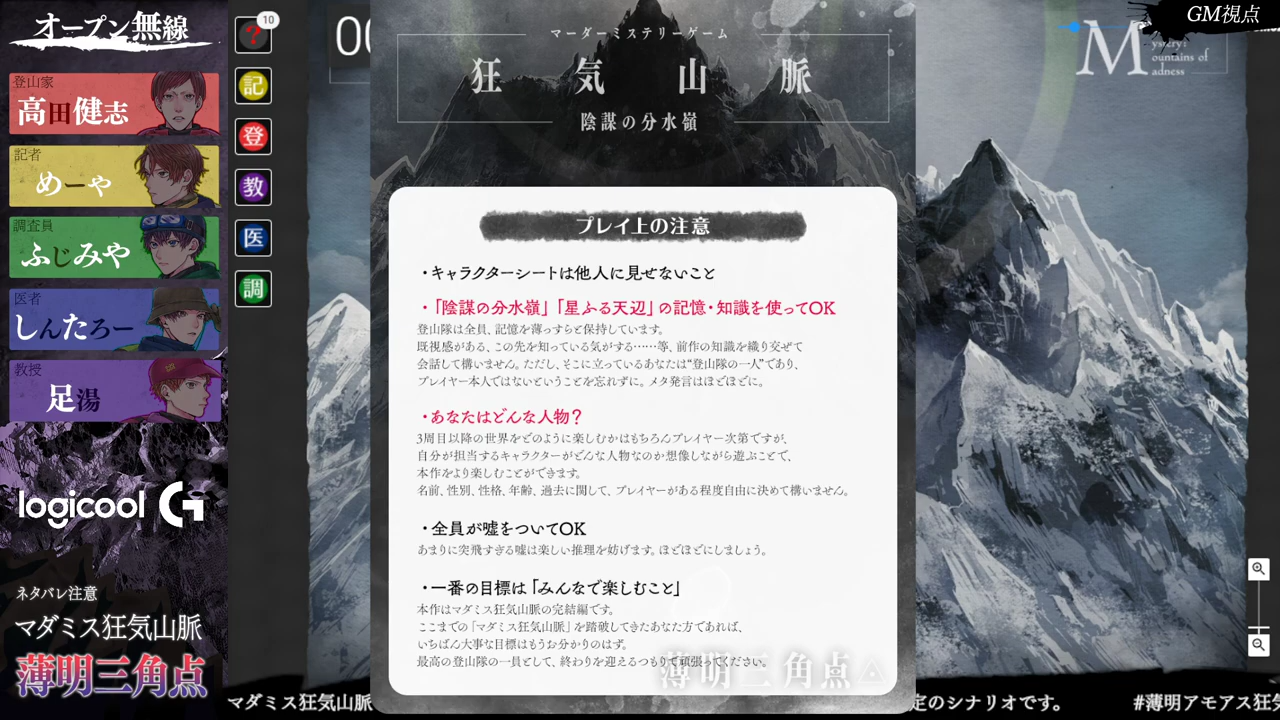 オープン無線
登山家
高田健志
記者
めーや
調査員
ふじみや
医者
しんたろー
教授
足湯
logicool G
ネタバレ注意
マダミス狂気山脈
薄明三角点
?
10
記
登
教
医
調
マーダーミステリーゲーム
狂気山脈
陰謀の分水嶺
プレイ上の注意
・キャラクターシートは他人に見せないこと
・「陰謀の分水嶺」「星ふる天辺」の記憶・知識を使ってOK
登山隊は全員、記憶を薄っすらと保持しています。
既視感がある、この先を知っている気がする……等、前作の知識を織り交ぜて
会話して構いません。ただし、そこに立っているあなたは“登山隊の一人”であり、
プレイヤー本人ではないということを忘れずに。メタ発言はほどほどに。
・あなたはどんな人物？
3周目以降の世界をどのように楽しむかはもちろんプレイヤー次第ですが、
自分が担当するキャラクターがどんな人物なのか想像しながら遊ぶことで、
本作をより楽しむことができます。
名前、性別、性格、年齢、過去に関して、プレイヤーがある程度自由に決めて構いません。
・全員が嘘をついてOK
あまりに突飛すぎる嘘は楽しい推理を妨げます。ほどほどにしましょう。
・一番の目標は「みんなで楽しむこと」
本作はマダミス狂気山脈の完結編です。
ここまでの「マダミス狂気山脈」を踏破してきたあなた方であれば、
いちばん大事な目標はもうお分かりのはず。
最高の登山隊の一員として、終わりを迎えるつもりで頑張ってください。
薄明三角点
GM視点
Mystery?
ountains of
adness
マダミス狂気山脈
定のシナリオです。
#薄明アモアス狂気